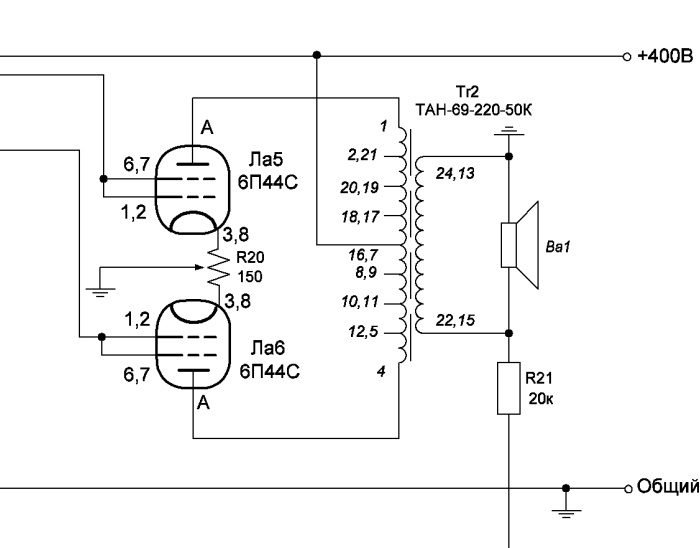 +400В
Tr2
ТАН-69-220-50К
А
1
6,7
Ла5
6П44С
2,21
24,13
20,19
1,2
18,17
3,8
R20
150
16,7
8,9
Ba1
3,8
10,11
1,2
22,15
12,5
Ла6
6П44С
6,7
4
А
R21
20к
Общий